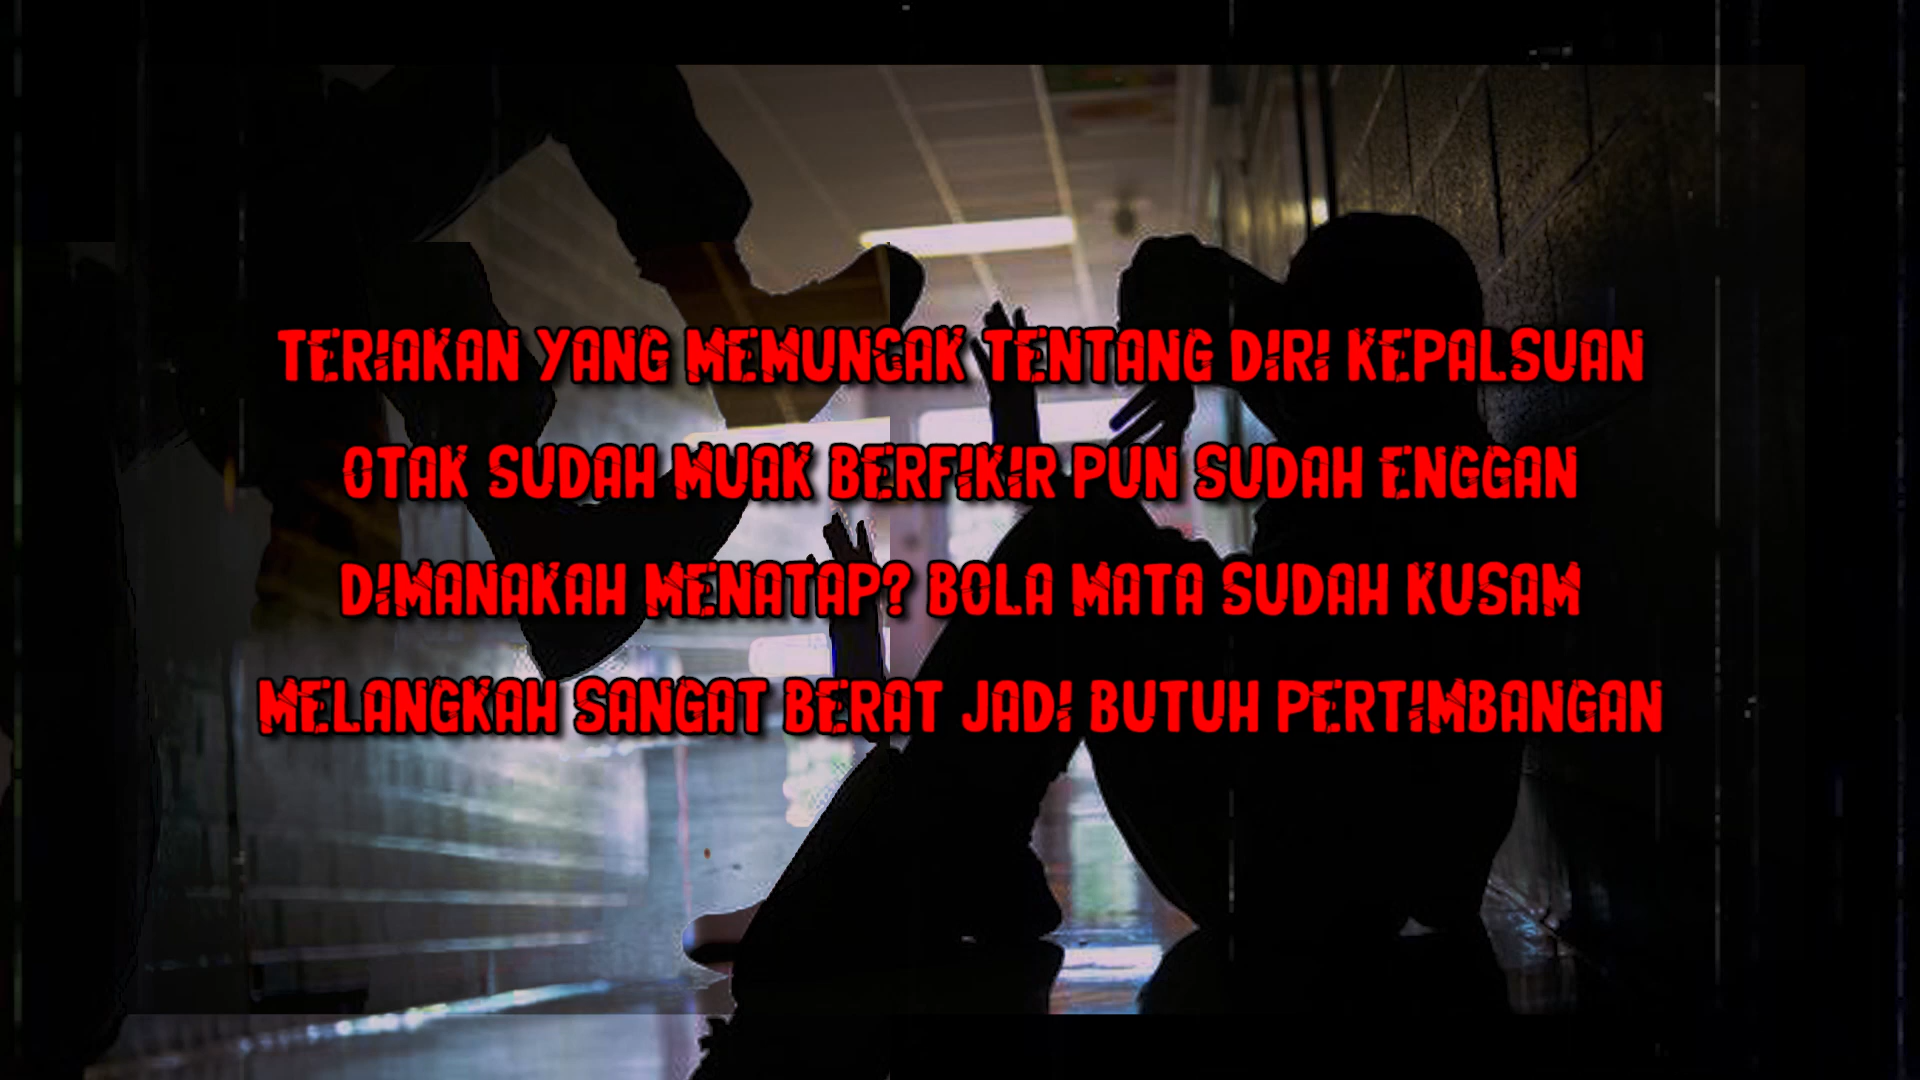 TERIAKAN YANG MEMUNCAK TENTANG DIRI KEPALSUAN
OTAK SUDAH MUAK BERFIKIR PUN SUDAH ENGGAN
DIMANAKAH MENATAP? BOLA MATA SUDAH KUSAM
MELANGKAH SANGAT BERAT JADI BUTUH PERTIMBANGAN